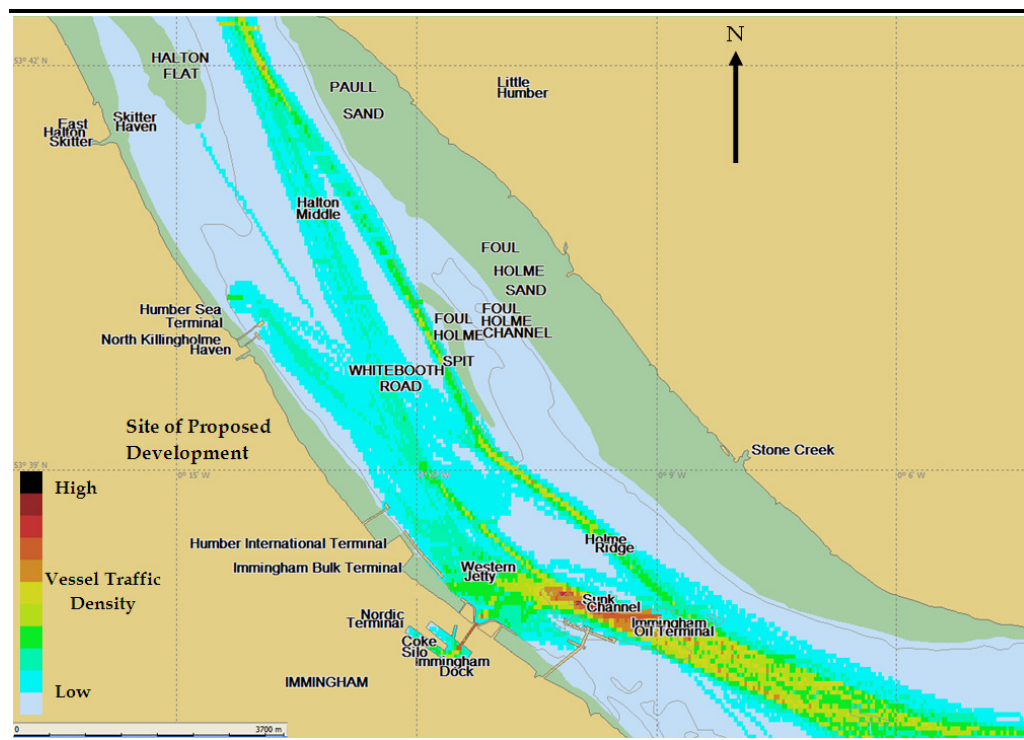 N
53° 42' N
HALTON
FLAT
PAULL
SAND
Little
Humber
East
Halton
Skitter
Skitter
Haven
Halton
Middle
FOUL
HOLME
SAND
FOUL
HOLME
CHANNEL
FOUL
HOLME
SPIT
Humber Sea
Terminal
North Killingholme
Haven
WHITEBOOTH
ROAD
Site of Proposed
Development
Stone Creek
53° 39' N
0° 15' W
0° 9' W
0° 6' W
High
Vessel Traffic
Density
Low
Humber International Terminal
Immingham Bulk Terminal
Western
Jetty
Holme
Ridge
Sunk
Channel
Immingham
Oil Terminal
Nordic
Terminal
Coke
Silo
Immingham
Dock
IMMINGHAM
0
3700 m